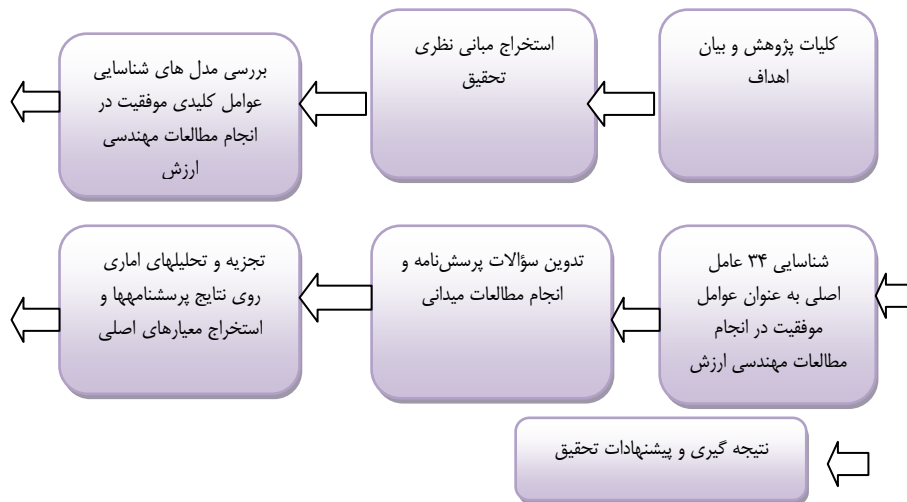 کلیات پژوهش و بیان
اهداف
استخراج مبانی نظری
تحقیق
بررسی مدل های شناسایی
عوامل کلیدی موفقیت در
انجام مطالعات مهندسی
ارزش
شناسایی ۳۴ عامل
اصلی به عنوان عوامل
موفقیت در انجام
مطالعات مهندسی ارزش
تدوین سؤالات پرسش‌نامه و
انجام مطالعات میدانی
تجزیه و تحلیلهای اماری
روی نتایج پرسشنامهها و
استخراج معیارهای اصلی
نتیجه گیری و پیشنهادات تحقیق